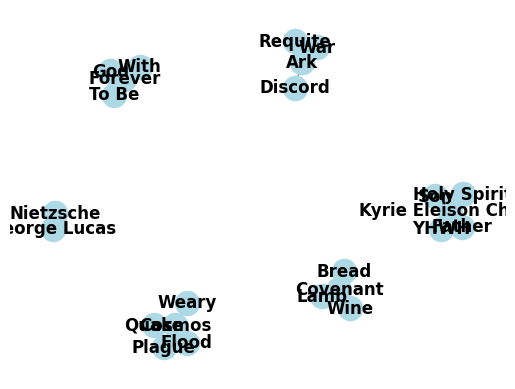 Requite
War
Ark
Discord
God
With
Forever
To Be
Holy Spirit
Son
Kyrie Eleison Ch
YHWH
Father
Nietzsche
eorge Lucas
Bread
Covenant
Lamb
Wine
Weary
Quake
Cosmos
Flood
Plague